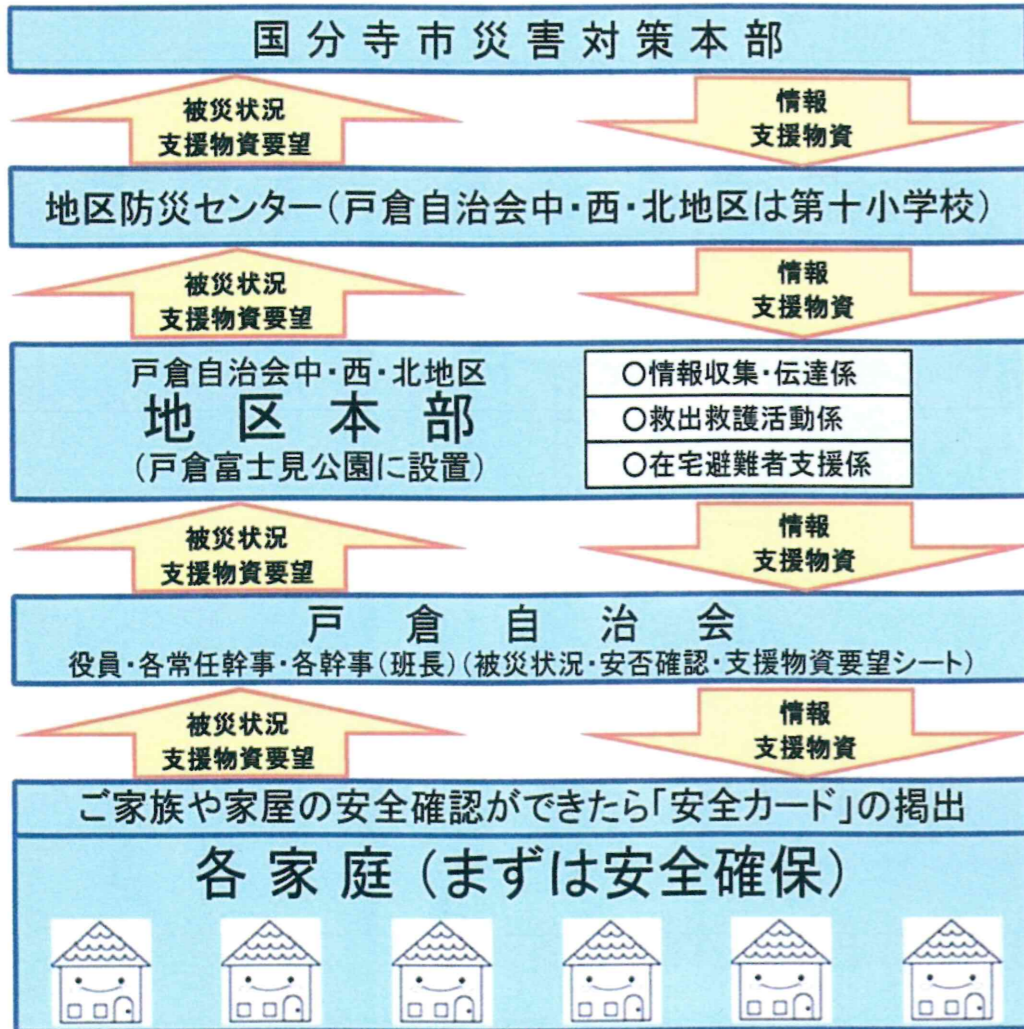 国分寺市災害対策本部
被災状況
支援物資要望
情報
支援物資
地区防災センター(戸倉自治会中・西・北地区は第十小学校)
被災状況
支援物資要望
情報
支援物資
戸倉自治会中・西・北地区
地区本部
(戸倉富士見公園に設置)
○情報収集・伝達係
○救出救護活動係
○在宅避難者支援係
被災状況
支援物資要望
情報
支援物資
戸倉自治会
役員・各常任幹事・各幹事(班長)(被災状況・安否確認・支援物資要望シート)
被災状況
支援物資要望
情報
支援物資
ご家族や家屋の安全確認ができたら「安全カード」の掲出
各家庭(まずは安全確保)